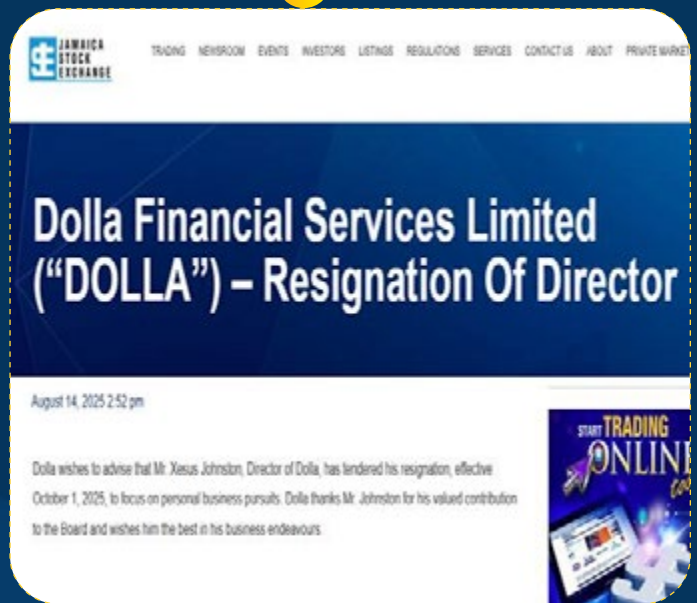 JAMAICA
STOCK
EXCHANGE
TRADING NEWSROOM EVENTS INVESTORS LISTINGS REGULATIONS SERVICES CONTACT US ABOUT PRIVATE MARKET
Dolla Financial Services Limited
(“DOLLA”) – Resignation Of Director
August 14, 2025 2:52 pm
Dolla wishes to advise that Mr. Xesus Johnston, Director of Dolla, has tendered his resignation, effective
October 1, 2025, to focus on personal business pursuits. Dolla thanks Mr. Johnston for his valued contribution
to the Board and wishes him the best in his business endeavours.
START TRADING
ONLINE